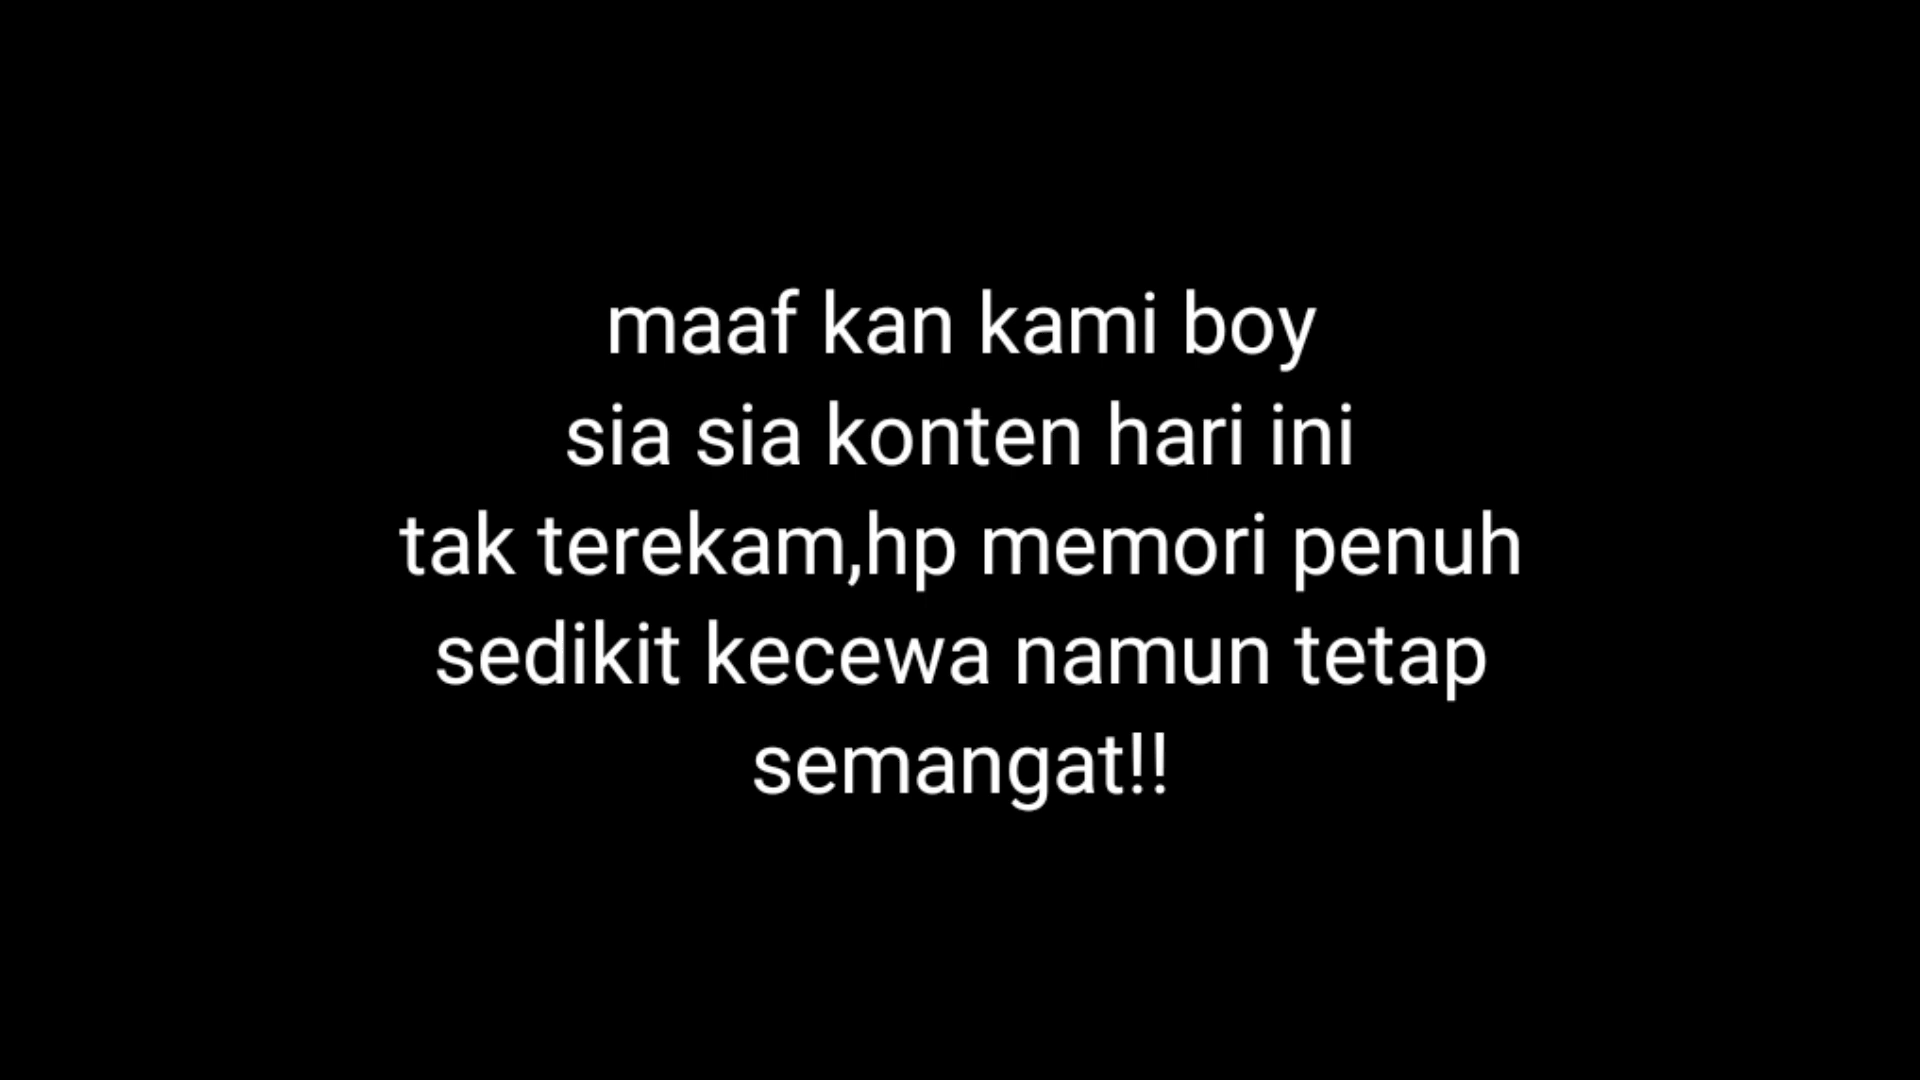 maaf kan kami boy
sia sia konten hari ini
tak terekam,hp memori penuh
sedikit kecewa namun tetap
semangat!!